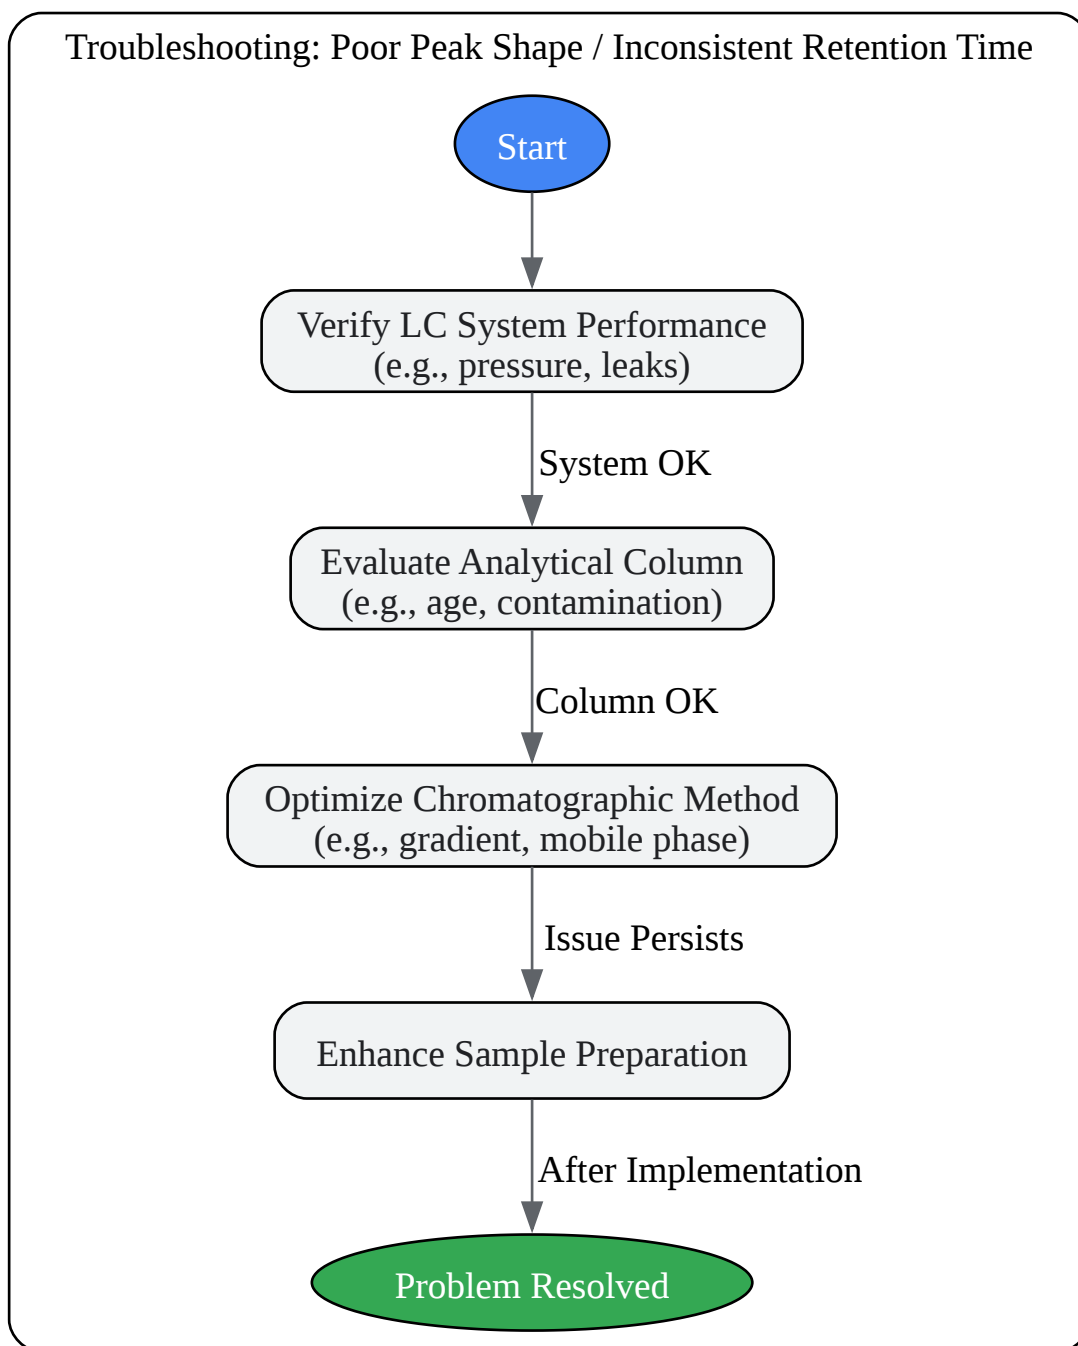 Troubleshooting: Poor Peak Shape / Inconsistent Retention Time
Start
Verify LC System Performance
(e.g., pressure, leaks)
System OK
Evaluate Analytical Column
(e.g., age, contamination)
Column OK
Optimize Chromatographic Method
(e.g., gradient, mobile phase)
Issue Persists
Enhance Sample Preparation
After Implementation
Problem Resolved